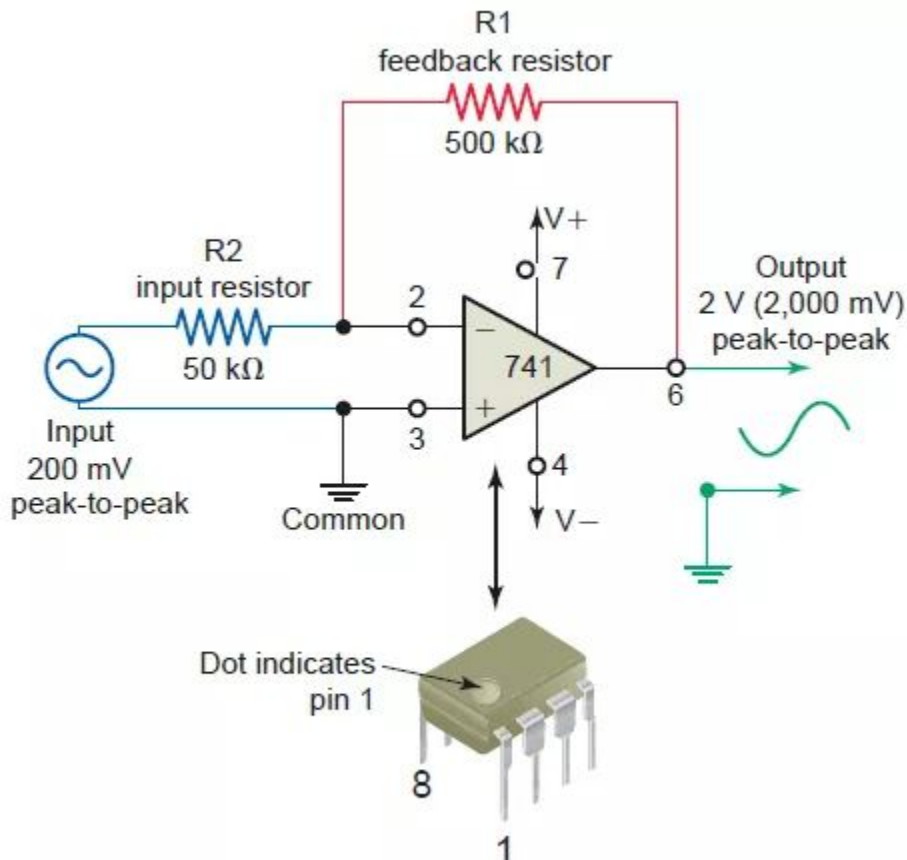 R1
feedback resistor
500 kΩ
V+
7
R2
input resistor
50 kΩ
2
−
741
+
3
6
4
V−
Output
2 V (2,000 mV)
peak-to-peak
Input
200 mV
peak-to-peak
Common
Dot indicates
pin 1
8
1